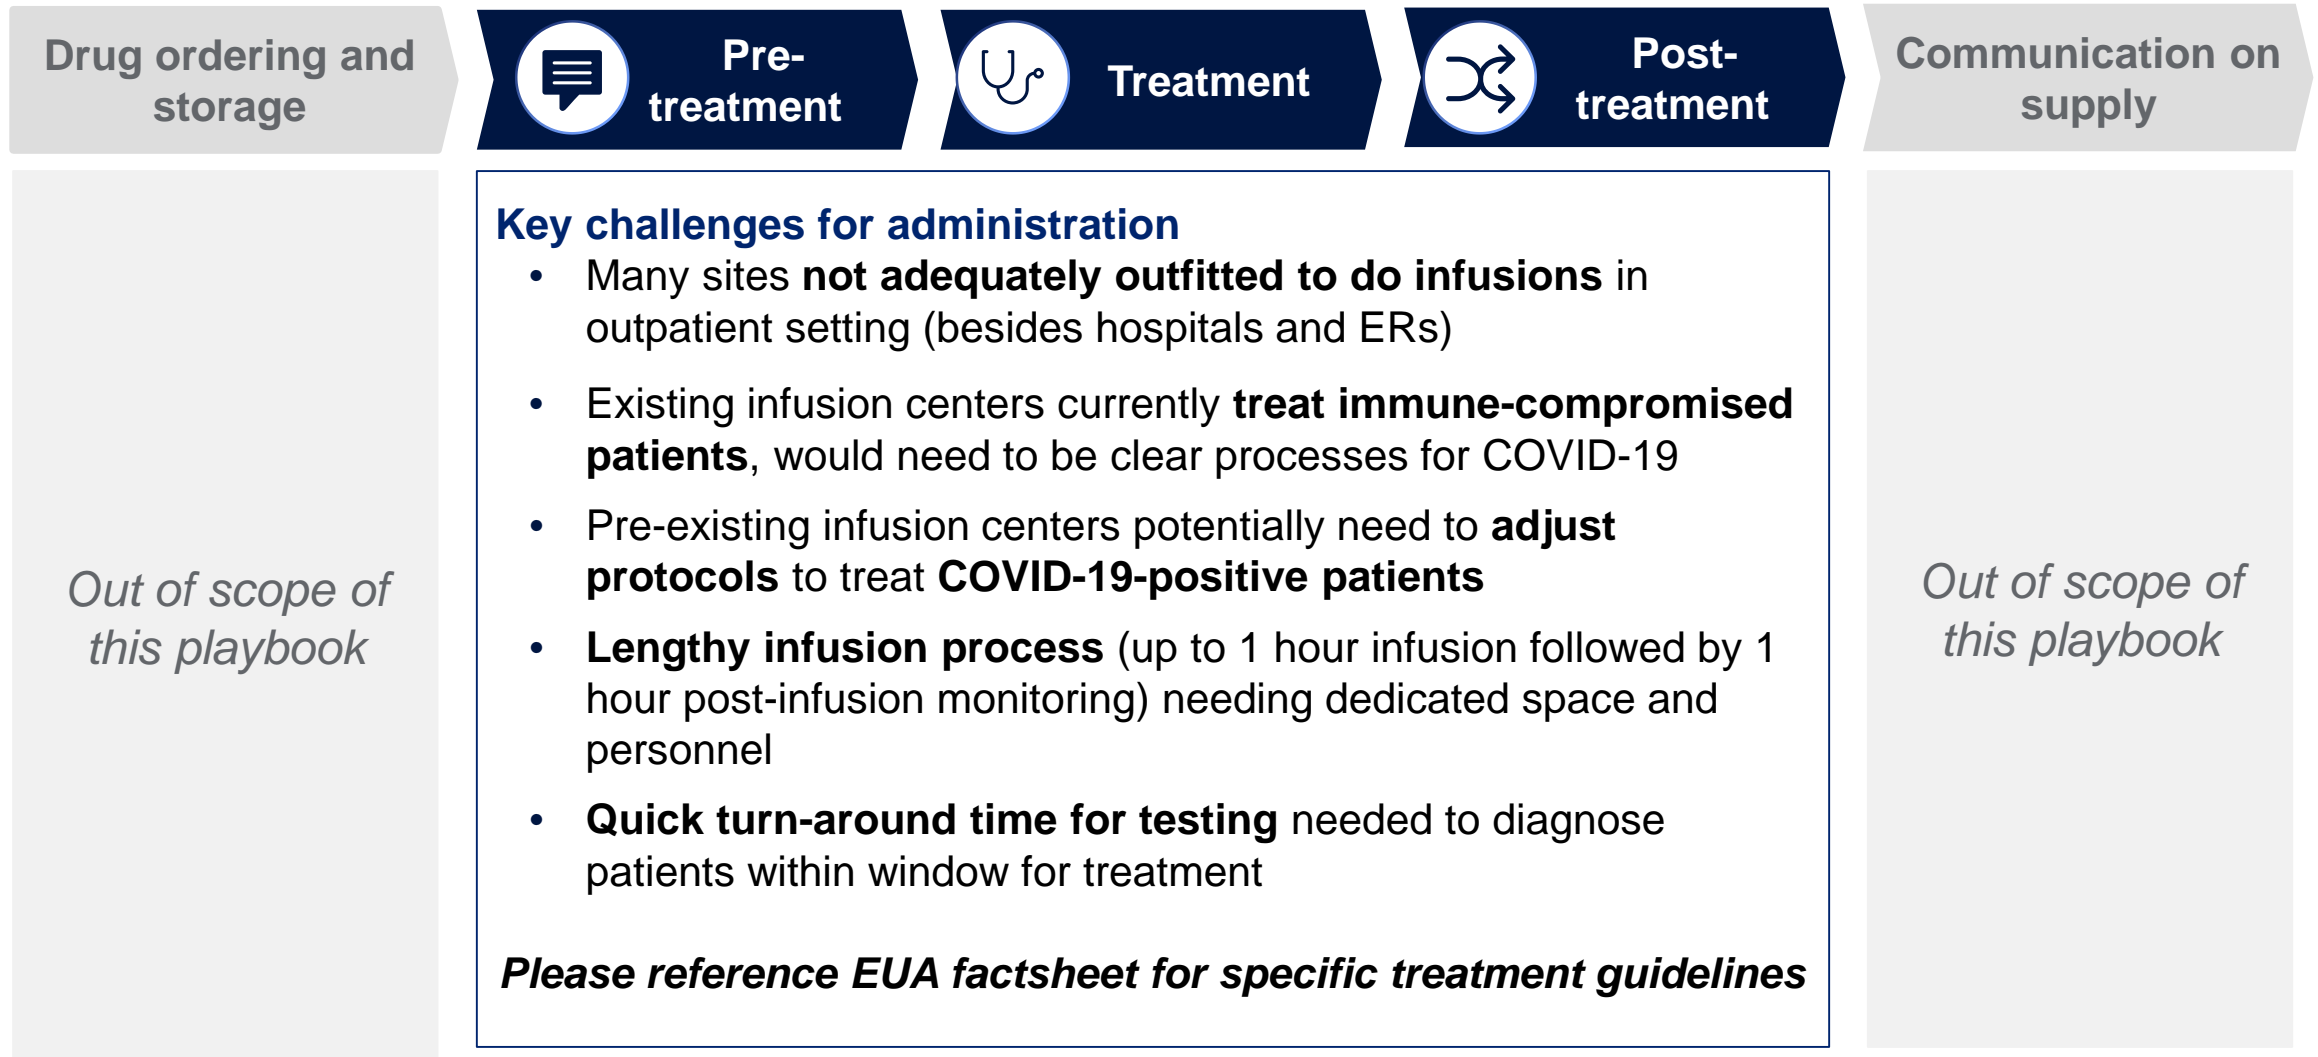 Drug ordering and
storage
Pre-
treatment
Treatment
Post-
treatment
Communication on
supply
Out of scope of
this playbook
Key challenges for administration
• Many sites not adequately outfitted to do infusions in
outpatient setting (besides hospitals and ERs)
• Existing infusion centers currently treat immune-compromised
patients, would need to be clear processes for COVID-19
• Pre-existing infusion centers potentially need to adjust
protocols to treat COVID-19-positive patients
• Lengthy infusion process (up to 1 hour infusion followed by 1
hour post-infusion monitoring) needing dedicated space and
personnel
• Quick turn-around time for testing needed to diagnose
patients within window for treatment
Please reference EUA factsheet for specific treatment guidelines
Out of scope of
this playbook